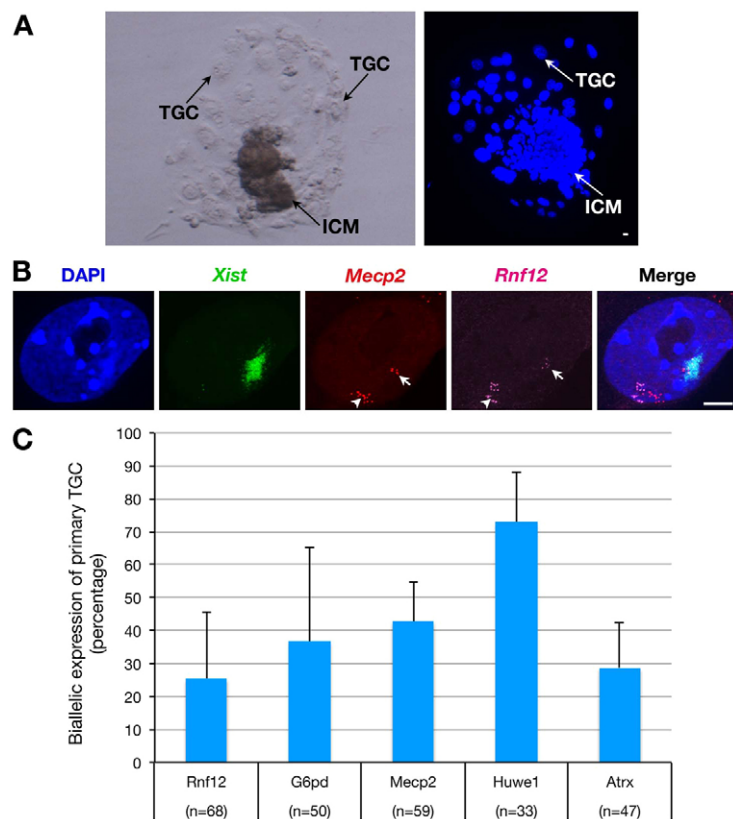 A
TGC
TGC
ICM
TGC
ICM
B
DAPI Xist Mecp2 Rnf12 Merge
C
Biallelic expression of primary TGC
(percentage)
100
90
80
70
60
50
40
30
20
10
0
Rnf12 G6pd Mecp2 Huwe1 Atrx
(n=68) (n=50) (n=59) (n=33) (n=47)